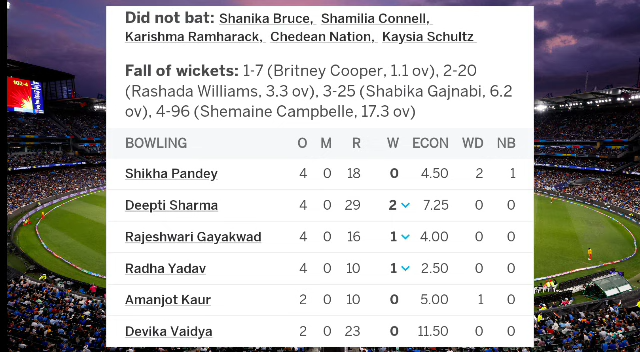 Did not bat: Shanika Bruce, Shamilia Connell,
Karishma Ramharack, Chedean Nation, Kaysia Schultz
Fall of wickets: 1-7 (Britney Cooper, 1.1 ov), 2-20
(Rashada Williams, 3.3 ov), 3-25 (Shabika Gajnabi, 6.2
ov), 4-96 (Shemaine Campbelle, 17.3 ov)
BOWLING O M R W ECON WD NB
Shikha Pandey 4 0 18 0 4.50 2 1
Deepti Sharma 4 0 29 2 7.25 0 0
Rajeshwari Gayakwad 4 0 16 1 4.00 0 0
Radha Yadav 4 0 10 1 2.50 0 0
Amanjot Kaur 2 0 10 0 5.00 1 0
Devika Vaidya 2 0 23 0 11.50 0 0